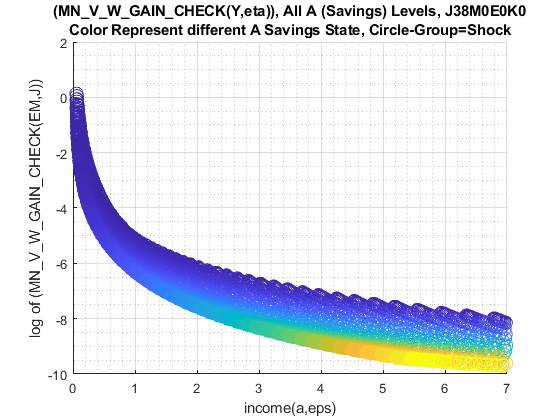 (MN_V_W_GAIN_CHECK(Y,eta)), All A (Savings) Levels, J38M0E0K0
Color Represent different A Savings State, Circle-Group=Shock
log of (MN_V_W_GAIN_CHECK(EM,J))
2
0
-2
-4
-6
-8
-10
0 1 2 3 4 5 6 7
income(a,eps)